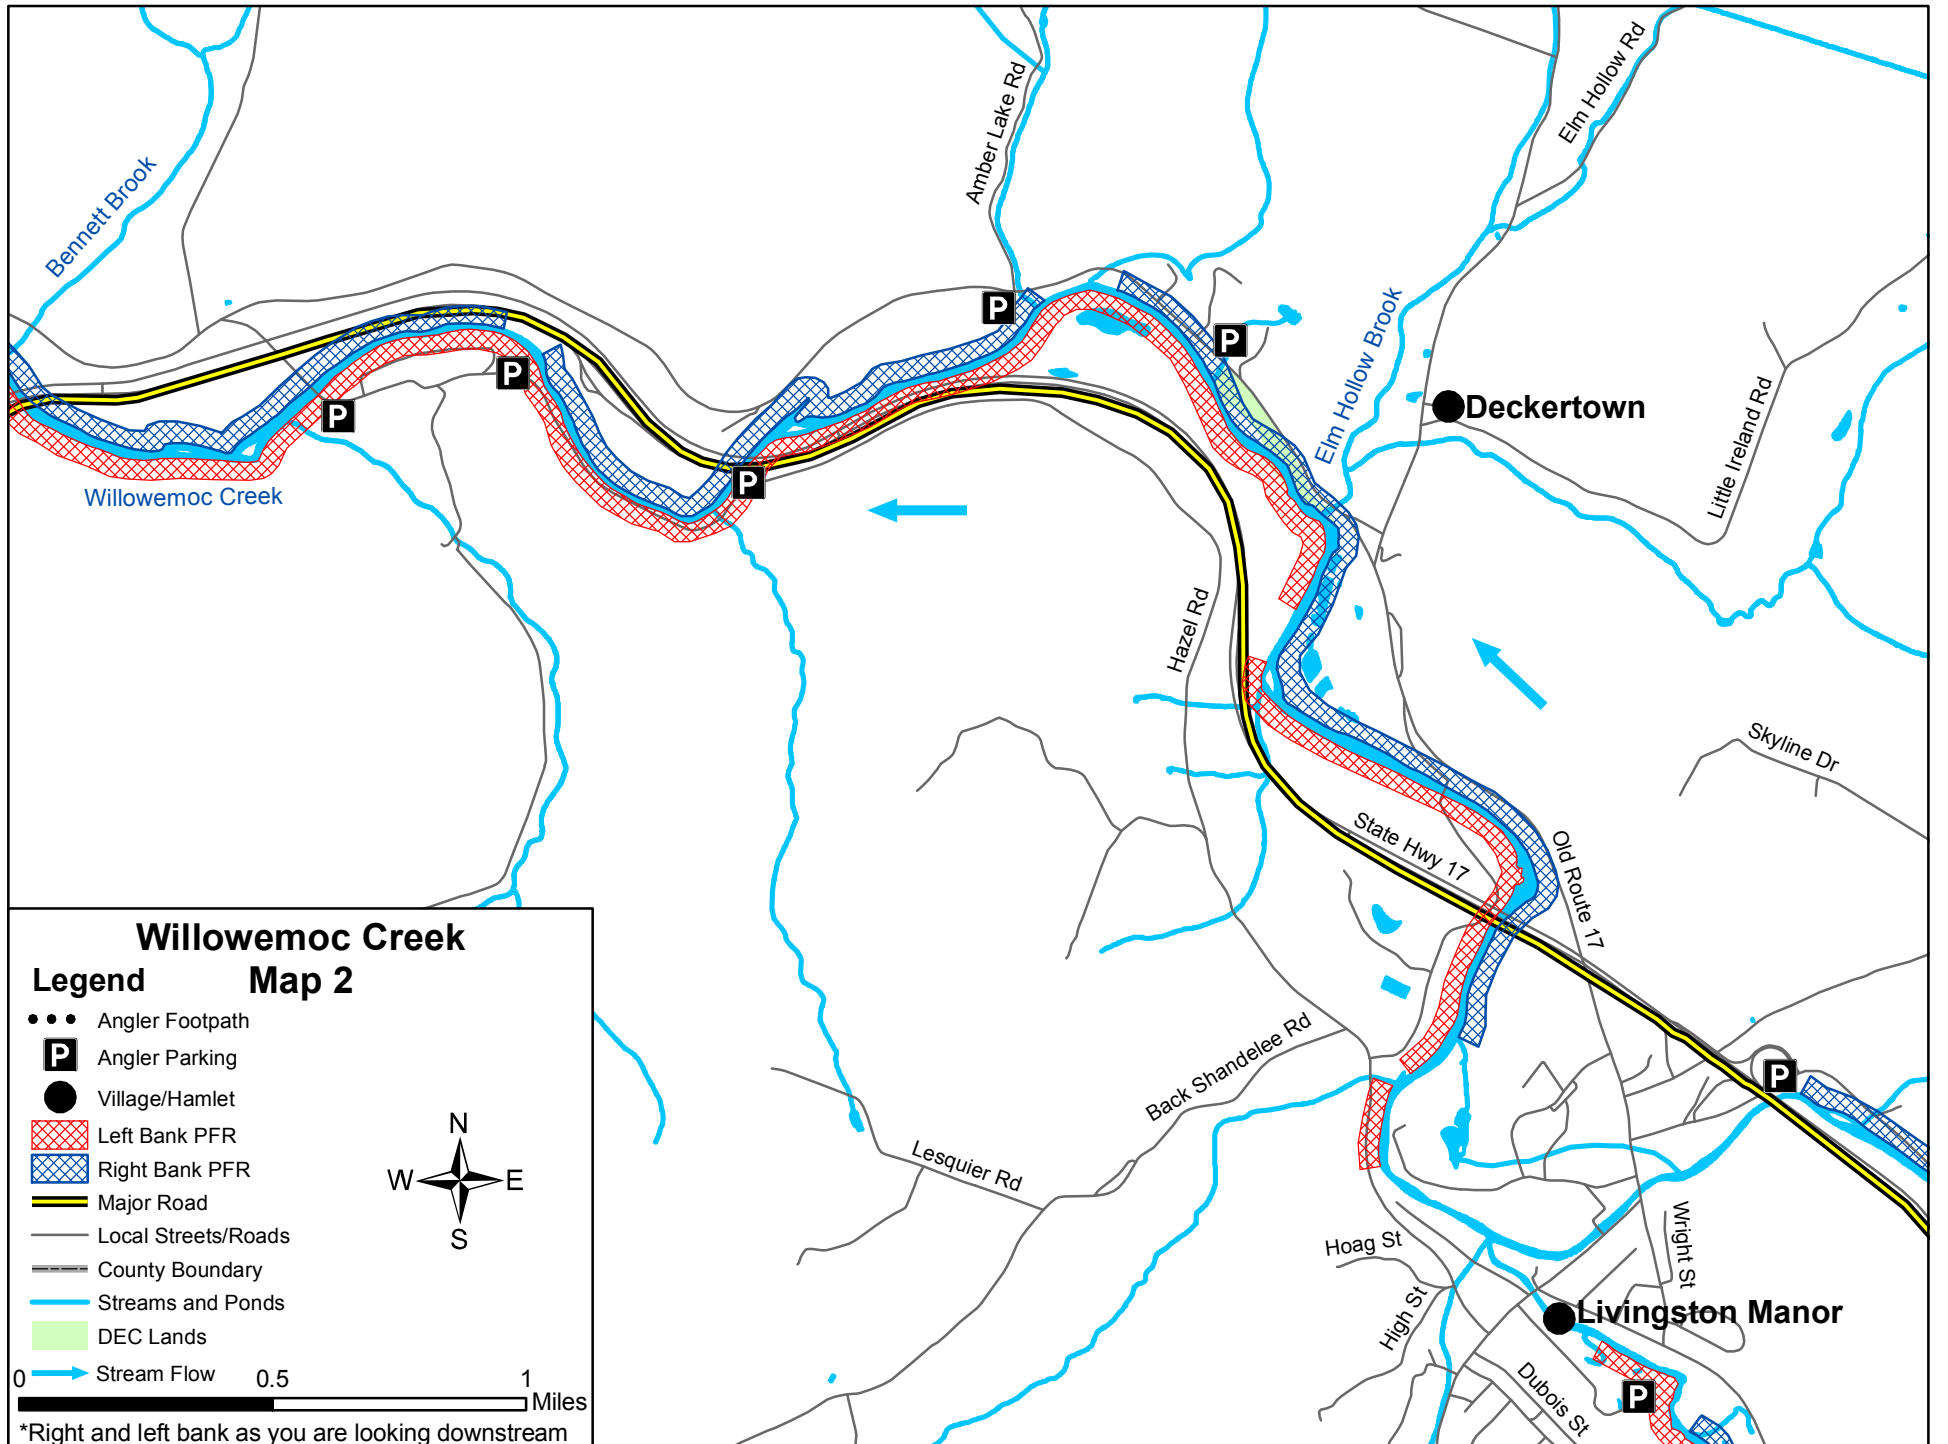 Elm Hollow Rd
Amber Lake Rd
Bennett Brook
P
P
Elm Hollow Brook
P
P
Deckertown
Little Ireland Rd
P
Willowemoc Creek
Hazel Rd
Skyline Dr
State Hwy 17
Old Route 17
Back Shandelee Rd
P
Lesquier Rd
Wright St
Hoag St
High St
Livingston Manor
Dubois St
P
Willowemoc Creek
Map 2
Legend
Angler Footpath
P Angler Parking
Village/Hamlet
Left Bank PFR
Right Bank PFR
Major Road
Local Streets/Roads
County Boundary
Streams and Ponds
DEC Lands
Stream Flow
N
W E
S
0 0.5 1
Miles
*Right and left bank as you are looking downstream